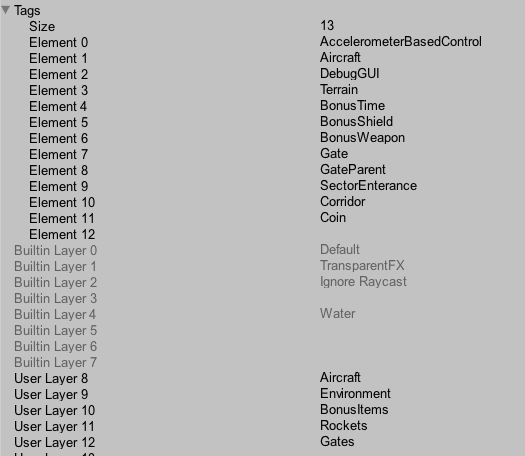 Tags
Size 13
Element 0 AccelerometerBasedControl
Element 1 Aircraft
Element 2 DebugGUI
Element 3 Terrain
Element 4 BonusTime
Element 5 BonusShield
Element 6 BonusWeapon
Element 7 Gate
Element 8 GateParent
Element 9 SectorEnterance
Element 10 Corridor
Element 11 Coin
Element 12
Builtin Layer 0 Default
Builtin Layer 1 TransparentFX
Builtin Layer 2 Ignore Raycast
Builtin Layer 3
Builtin Layer 4 Water
Builtin Layer 5
Builtin Layer 6
Builtin Layer 7
User Layer 8 Aircraft
User Layer 9 Environment
User Layer 10 BonusItems
User Layer 11 Rockets
User Layer 12 Gates